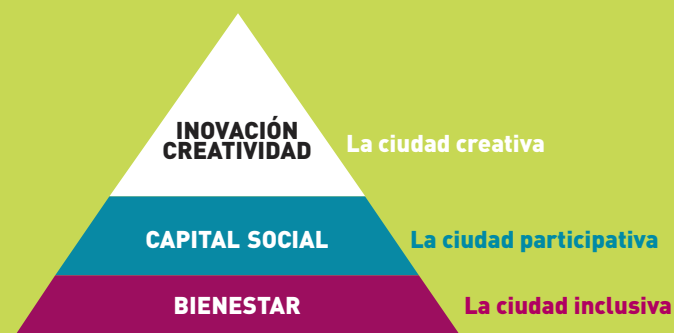 INOVACIÓN
CREATIVIDAD
La ciudad creativa
CAPITAL SOCIAL
La ciudad participativa
BIENESTAR
La ciudad inclusiva